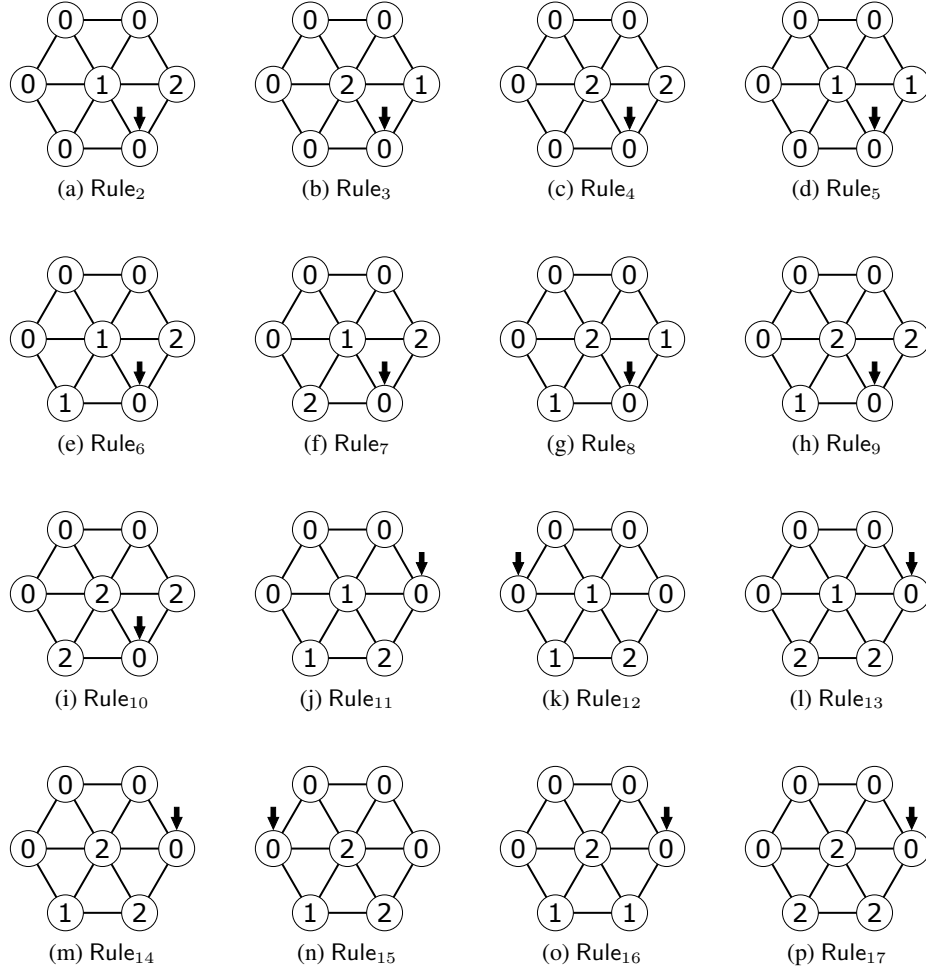 0 0 0 0 0 0 0 0
0 1 2 0 2 1 0 2 2 0 1 1
0 0 0 0 0 0 0 0
(a) Rule2 (b) Rule3 (c) Rule4 (d) Rule5
0 0 0 0 0 0 0 0
0 1 2 0 1 2 0 2 1 0 2 2
1 0 2 0 1 0 1 0
(e) Rule6 (f) Rule7 (g) Rule8 (h) Rule9
0 0 0 0 0 0 0 0
0 2 2 0 1 0 0 1 0 0 1 0
2 0 1 2 1 2 2 2
(i) Rule10 (j) Rule11 (k) Rule12 (l) Rule13
0 0 0 0 0 0 0 0
0 2 0 0 2 0 0 2 0 0 2 0
1 2 1 2 1 1 2 2
(m) Rule14 (n) Rule15 (o) Rule16 (p) Rule17